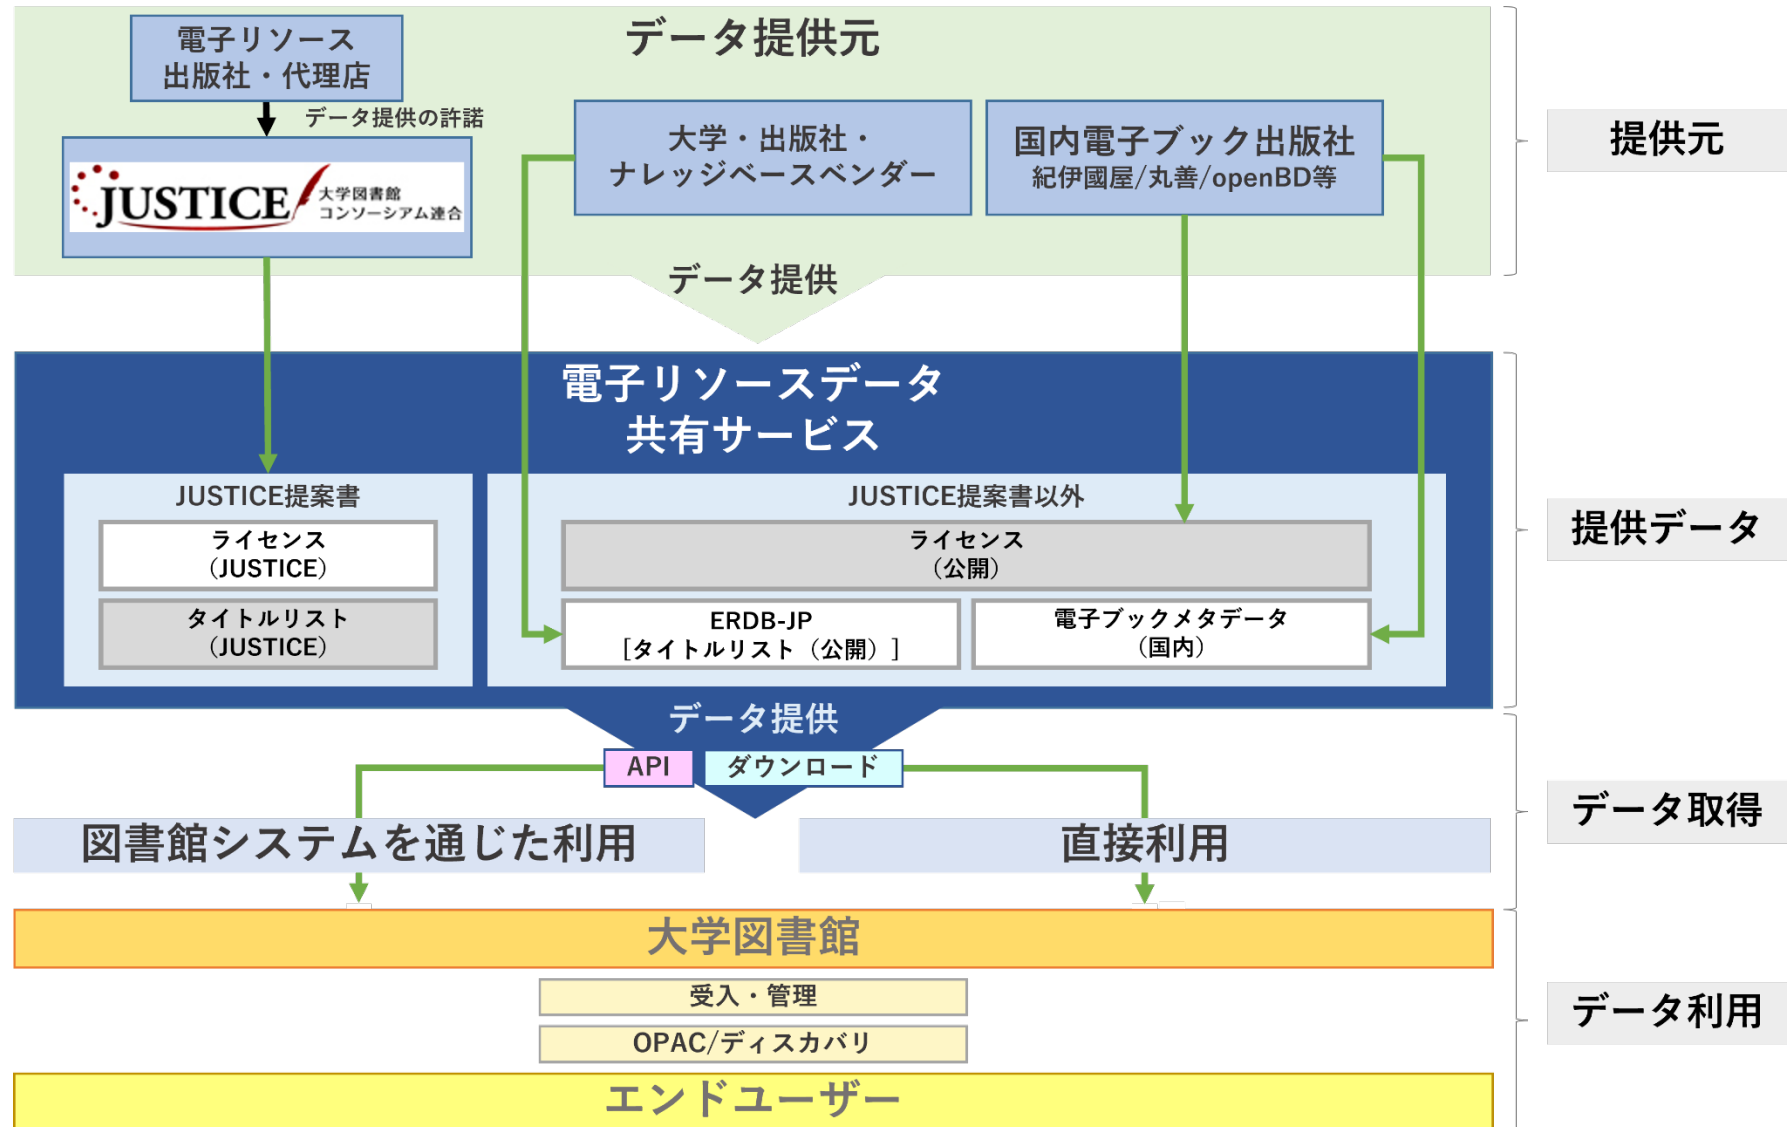 データ提供元
電子リソース
出版社・代理店
データ提供の許諾
JUSTICE
大学図書館
コンソーシアム連合
大学・出版社・
ナレッジベースベンダー
国内電子ブック出版社
紀伊國屋/丸善/openBD等
提供元
データ提供
電子リソースデータ
共有サービス
JUSTICE提案書
ライセンス
（JUSTICE）
タイトルリスト
（JUSTICE）
JUSTICE提案書以外
ライセンス
（公開）
ERDB-JP
[タイトルリスト（公開）]
電子ブックメタデータ
（国内）
提供データ
データ提供
API
ダウンロード
図書館システムを通じた利用
直接利用
データ取得
大学図書館
受入・管理
OPAC/ディスカバリ
エンドユーザー
データ利用